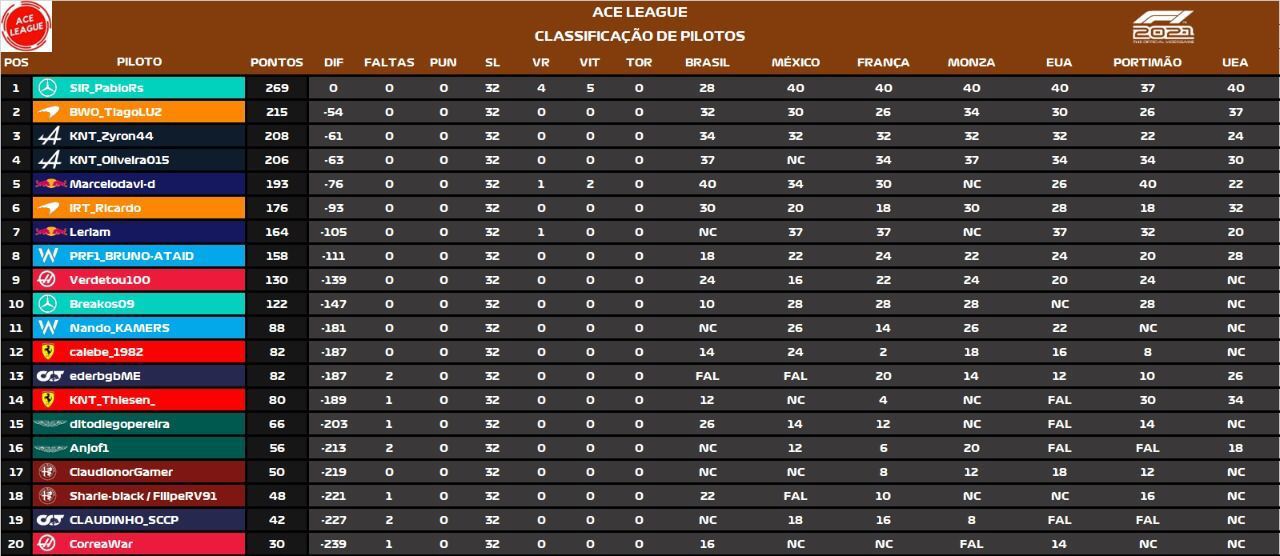 ACE LEAGUE
ACE LEAGUE
CLASSIFICAÇÃO DE PILOTOS
F1 2021
THE OFFICIAL VIDEOGAME
POS PILOTO PONTOS DIF FALTAS PUN SL VR VIT TOR BRASIL MÉXICO FRANÇA MONZA EUA PORTIMÃO UEA
1 SIR_PabloRs 269 0 0 0 32 4 5 0 28 40 40 40 40 37 40
2 BWO_TiagoLUZ 215 -54 0 0 32 0 0 0 32 30 26 34 30 26 37
3 KNT_Zyron44 208 -61 0 0 32 0 0 0 34 32 32 32 32 22 24
4 KNT_Oliveira015 206 -63 0 0 32 0 0 0 37 NC 34 37 34 34 30
5 Marcelodavi-d 193 -76 0 0 32 1 2 0 40 34 30 NC 26 40 22
6 IRT_Ricardo 176 -93 0 0 32 0 0 0 30 20 18 30 28 18 32
7 Leriam 164 -105 0 0 32 1 0 0 NC 37 37 NC 37 32 20
8 PRF1_BRUNO-ATAID 158 -111 0 0 32 0 0 0 18 22 24 22 24 20 28
9 Verdetou100 130 -139 0 0 32 0 0 0 24 16 22 24 20 24 NC
10 Breakos09 122 -147 0 0 32 0 0 0 10 28 28 28 NC 28 NC
11 Nando_KAMERS 88 -181 0 0 32 0 0 0 NC 26 14 26 22 NC NC
12 calebe_1982 82 -187 0 0 32 0 0 0 14 24 2 18 16 8 NC
13 ederbgbME 82 -187 2 0 32 0 0 0 FAL FAL 20 14 12 10 26
14 KNT_Thiesen_ 80 -189 1 0 32 0 0 0 12 NC 4 NC FAL 30 34
15 ditodiegopereira 66 -203 1 0 32 0 0 0 26 14 12 NC FAL 14 NC
16 Anjof1 56 -213 2 0 32 0 0 0 NC 12 6 20 FAL FAL 18
17 ClaudionorGamer 50 -219 0 0 32 0 0 0 NC NC 8 12 18 12 NC
18 Sharie-black / FilipeRV91 48 -221 1 0 32 0 0 0 22 FAL 10 NC NC 16 NC
19 CLAUDINHO_SCCP 42 -227 2 0 32 0 0 0 NC 18 16 8 FAL FAL NC
20 CorreaWar 30 -239 1 0 32 0 0 0 16 NC NC FAL 14 NC NC